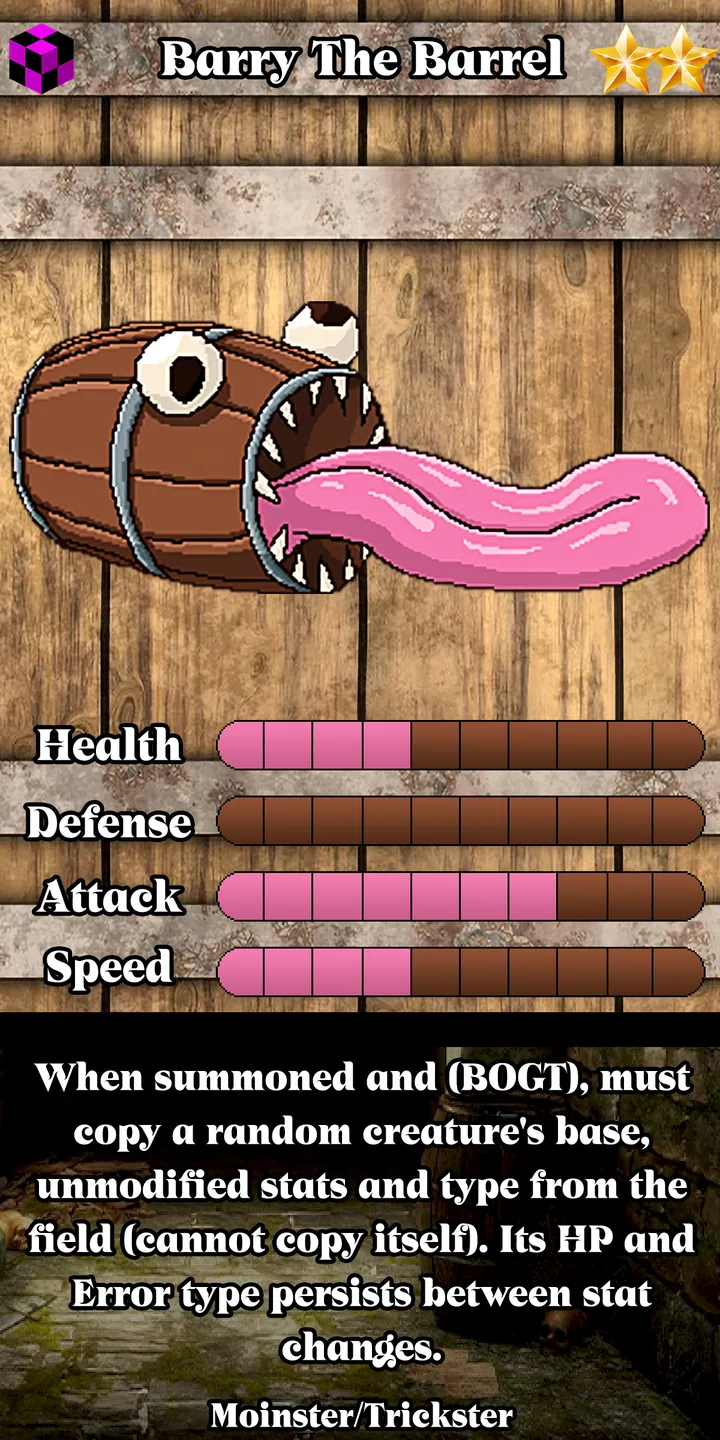 Barry The Barrel
Health
Defense
Attack
Speed
When summoned and (BOGT), must
copy a random creature's base,
unmodified stats and type from the
field (cannot copy itself). Its HP and
Error type persists between stat
changes.
Moinster/Trickster